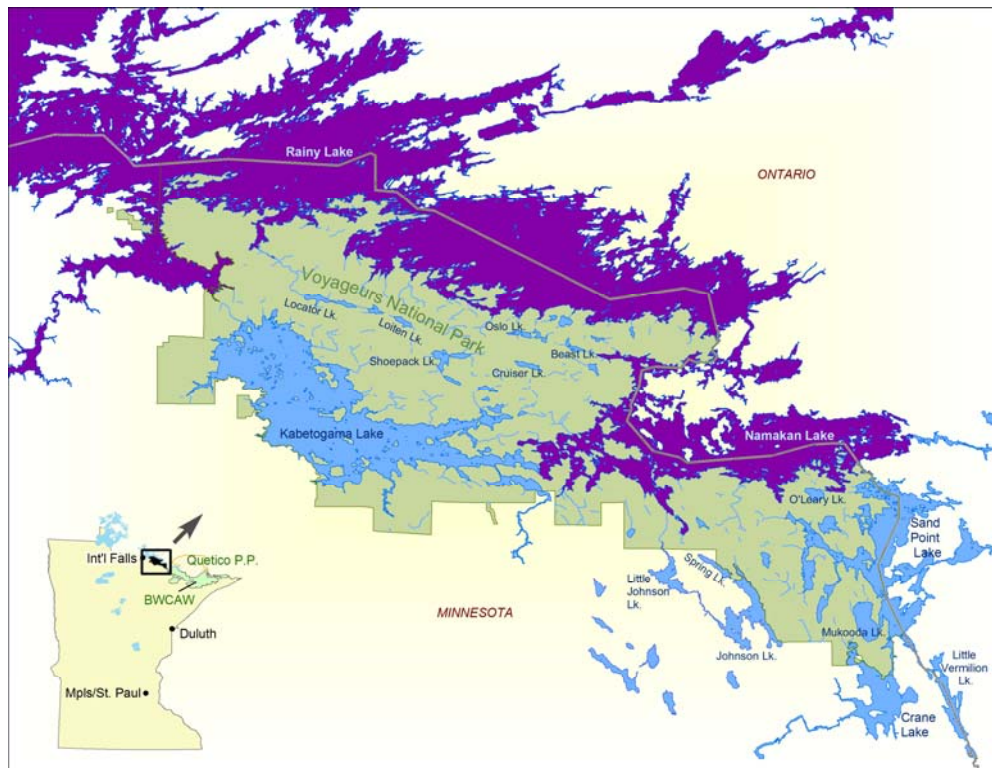 Rainy Lake
ONTARIO
Voyageurs National Park
Locator Lk.
Loiten Lk.
Oslo Lk.
Shoepack Lk.
Beast Lk.
Cruiser Lk.
Kabetogama Lake
Namakan Lake
O'Leary Lk.
Sand
Point
Lake
Int'l Falls
Quetico P.P.
BWCAW
Duluth
Mpls/St. Paul
MINNESOTA
Spring Lk.
Little
Johnson
Lk.
Johnson Lk.
Mukooda Lk.
Little
Vermilion
Lk.
Crane
Lake